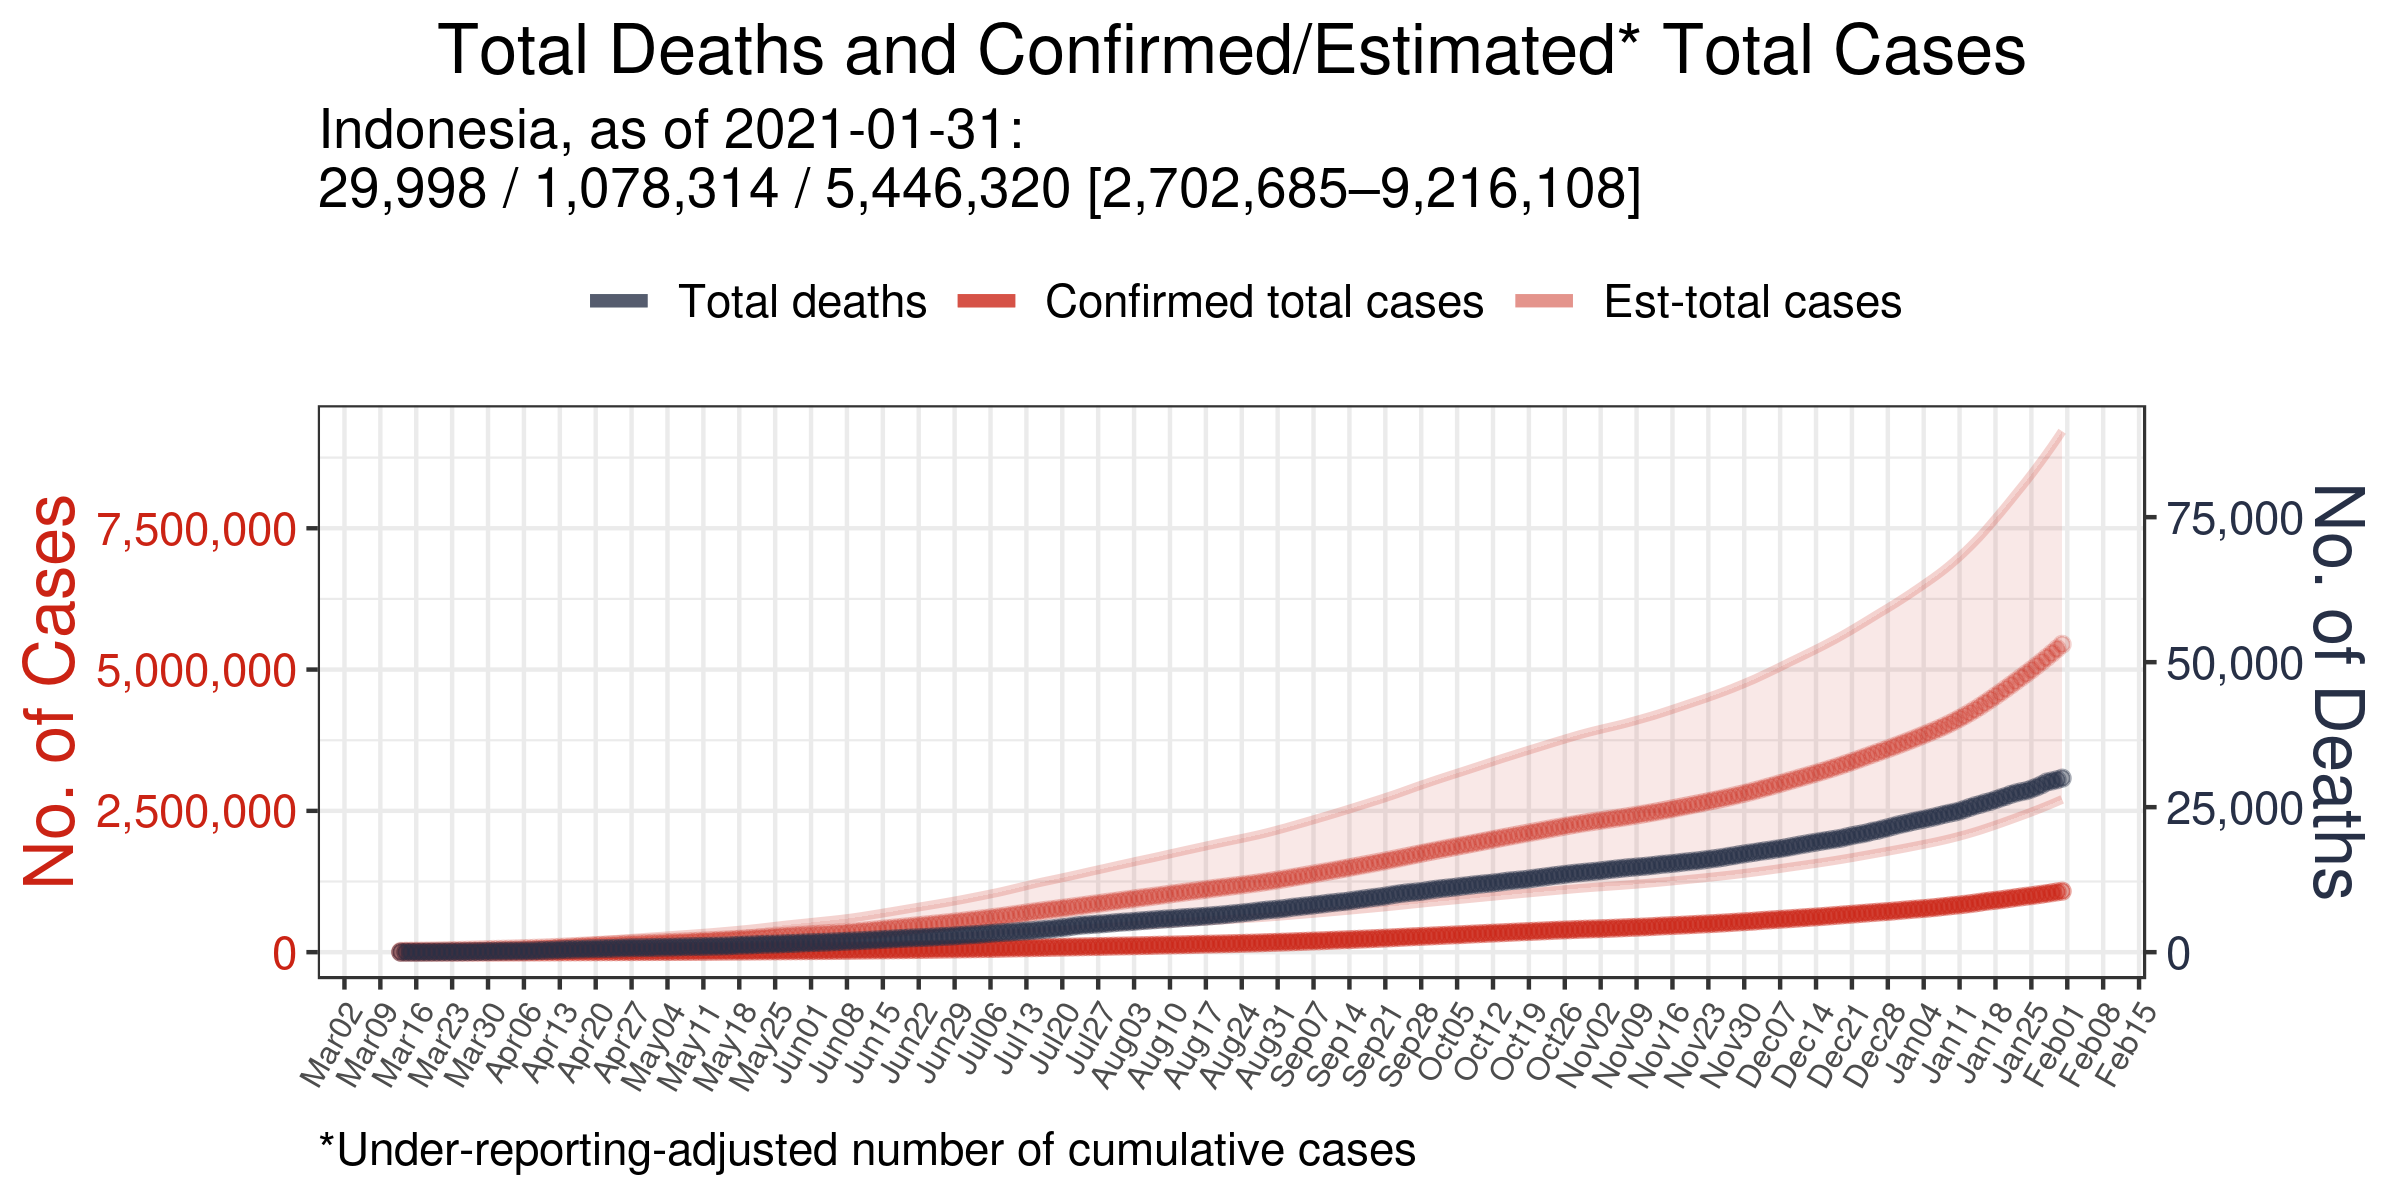 Total Deaths and Confirmed/Estimated* Total Cases
Indonesia, as of 2021-01-31:
29,998 / 1,078,314 / 5,446,320 [2,702,685–9,216,108]
Total deaths
Confirmed total cases
Est-total cases
No. of Cases
7,500,000
5,000,000
2,500,000
0
75,000
50,000
25,000
0
No. of Deaths
Mar02
Mar09
Mar16
Mar23
Mar30
Apr06
Apr13
Apr20
Apr27
May04
May11
May18
May25
Jun01
Jun08
Jun15
Jun22
Jun29
Jul06
Jul13
Jul20
Jul27
Aug03
Aug10
Aug17
Aug24
Aug31
Sep07
Sep14
Sep21
Sep28
Oct05
Oct12
Oct19
Oct26
Nov02
Nov09
Nov16
Nov23
Nov30
Dec07
Dec14
Dec21
Dec28
Jan04
Jan11
Jan18
Jan25
Feb01
Feb08
Feb15
*Under-reporting-adjusted number of cumulative cases